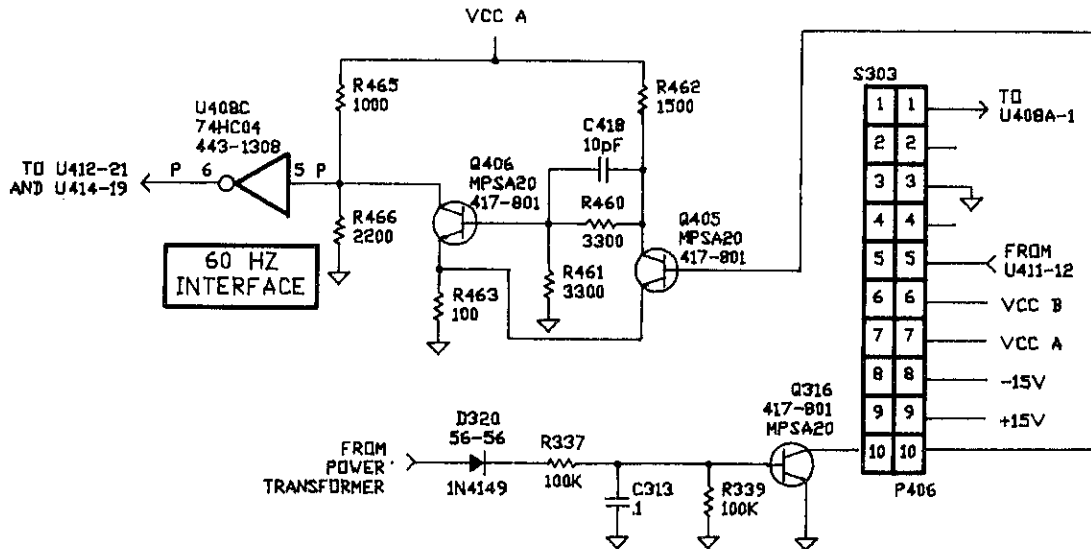 VCC A
R465
1000
R462
1500
U408C
74HC04
443-1308
C418
10pF
TO U412-21
AND U414-19
P 6
5 P
Q406
MPSA20
417-801
R460
3300
R466
2200
Q405
MPSA20
417-801
60 HZ
INTERFACE
R461
3300
R463
100
S303
1 1
TO
U408A-1
2 2
3 3
4 4
5 5
FROM
U411-12
6 6
VCC B
7 7
VCC A
8 8
-15V
9 9
+15V
10 10
P406
Q316
417-801
MPSA20
D320
56-56
1N4149
FROM
POWER
TRANSFORMER
R337
100K
C313
.1
R339
100K